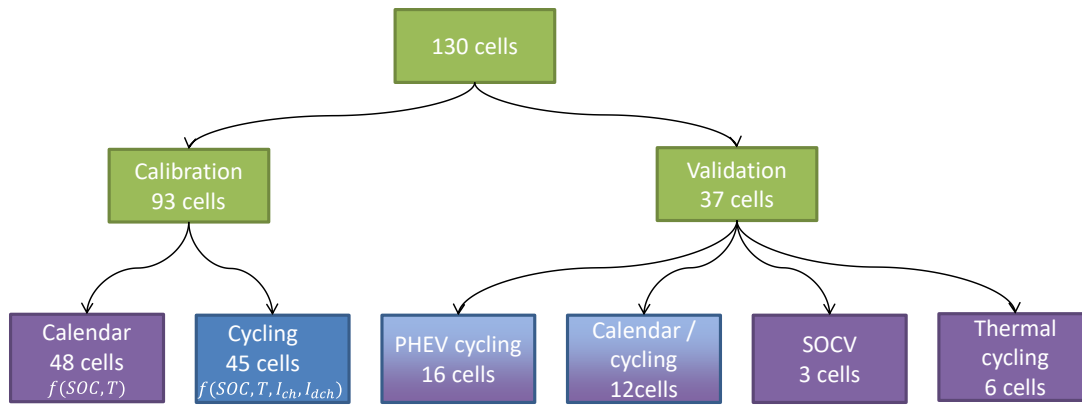 130 cells
Calibration
93 cells
Validation
37 cells
Calendar
48 cells
f(SOC, T)
Cycling
45 cells
f(SOC, T, I_ch, I_dch)
PHEV cycling
16 cells
Calendar /
cycling
12cells
SOCV
3 cells
Thermal
cycling
6 cells